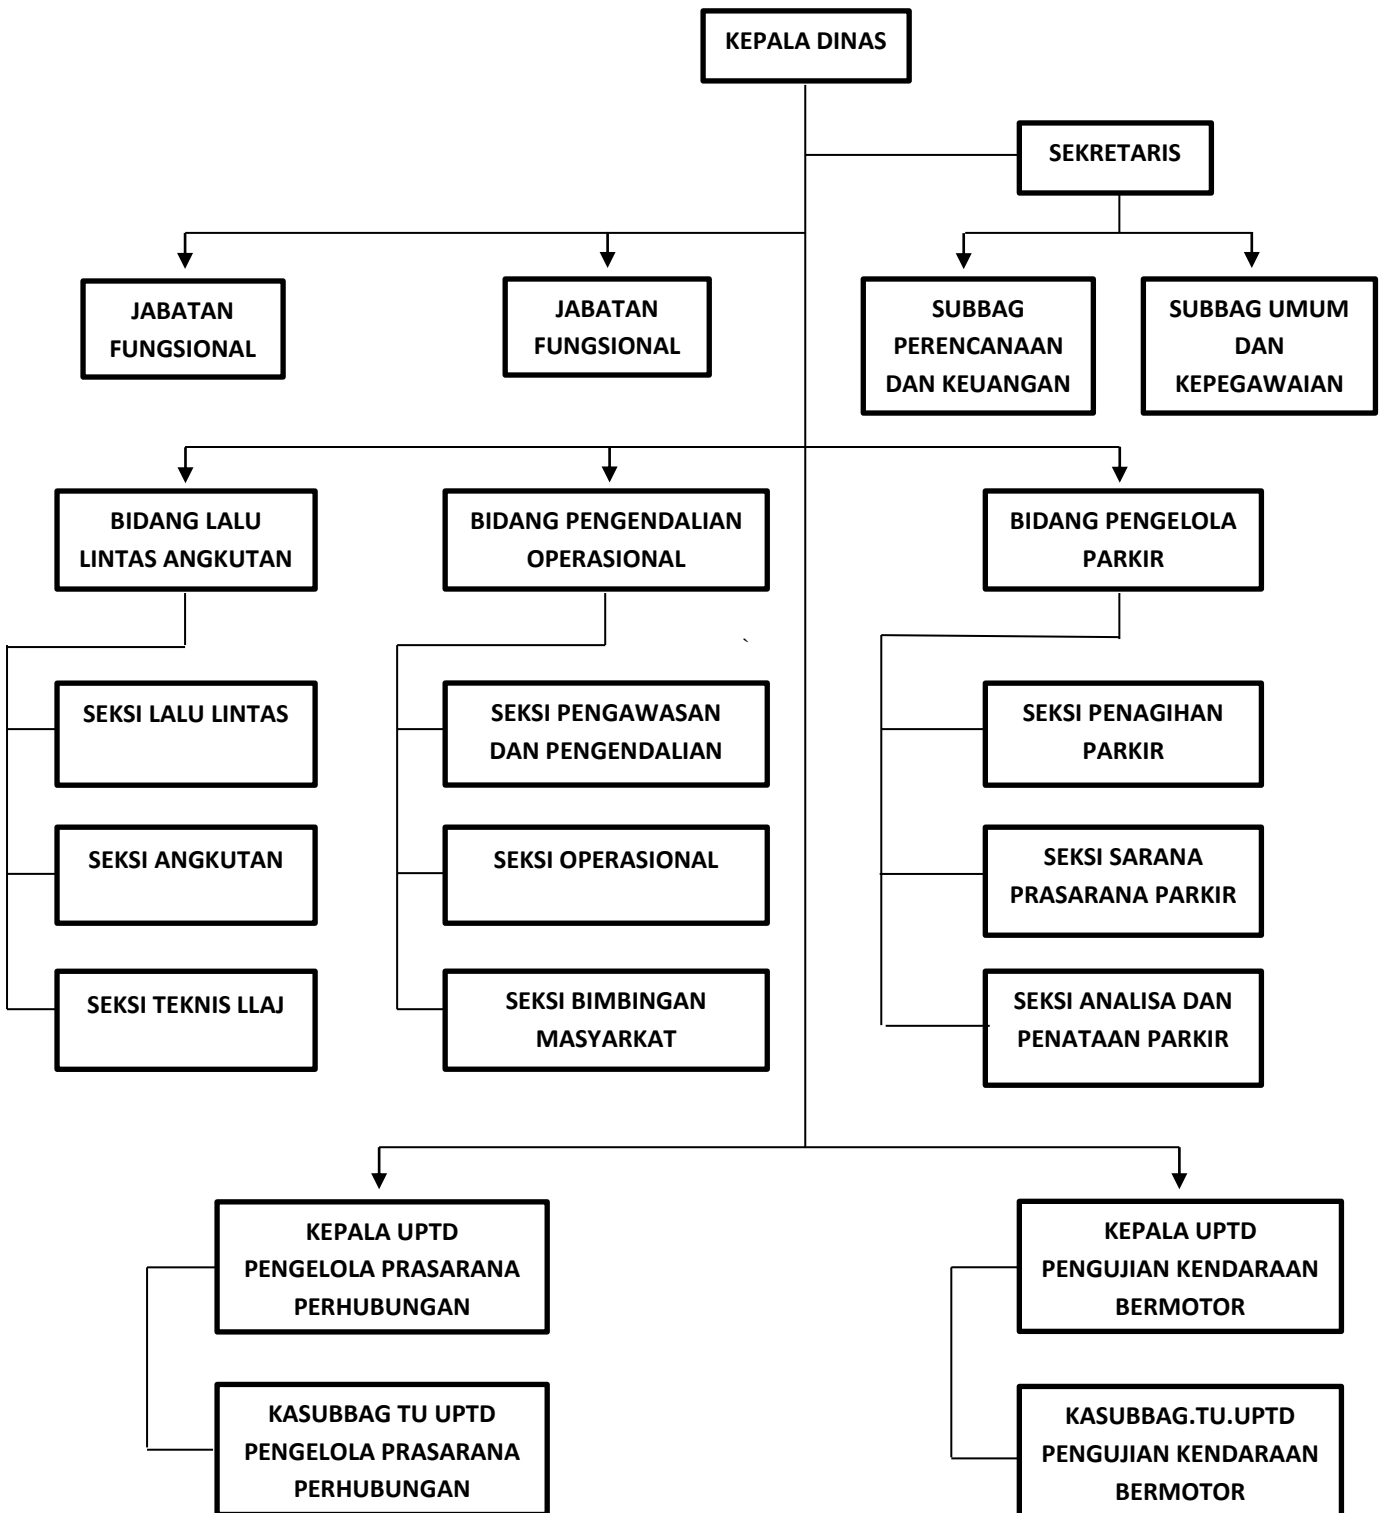 KEPALA DINAS
SEKRETARIS
JABATAN
FUNGSIONAL
JABATAN
FUNGSIONAL
SUBBAG
PERENCANAAN
DAN KEUANGAN
SUBBAG UMUM
DAN
KEPEGAWAIAN
BIDANG LALU
LINTAS ANGKUTAN
BIDANG PENGENDALIAN
OPERASIONAL
BIDANG PENGELOLA
PARKIR
`
SEKSI LALU LINTAS
SEKSI PENGAWASAN
DAN PENGENDALIAN
SEKSI PENAGIHAN
PARKIR
SEKSI ANGKUTAN
SEKSI OPERASIONAL
SEKSI SARANA
PRASARANA PARKIR
SEKSI TEKNIS LLAJ
SEKSI BIMBINGAN
MASYARKAT
SEKSI ANALISA DAN
PENATAAN PARKIR
KEPALA UPTD
PENGELOLA PRASARANA
PERHUBUNGAN
KEPALA UPTD
PENGUJIAN KENDARAAN
BERMOTOR
KASUBBAG TU UPTD
PENGELOLA PRASARANA
PERHUBUNGAN
KASUBBAG.TU.UPTD
PENGUJIAN KENDARAAN
BERMOTOR